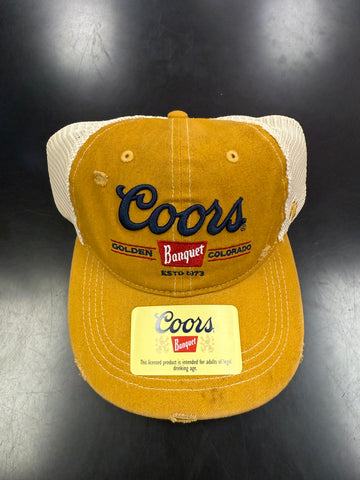 Coors®
GOLDEN Banquet COLORADO
ESTD 1873
Coors
Banquet
This licensed product is intended for adults of legal
drinking age.